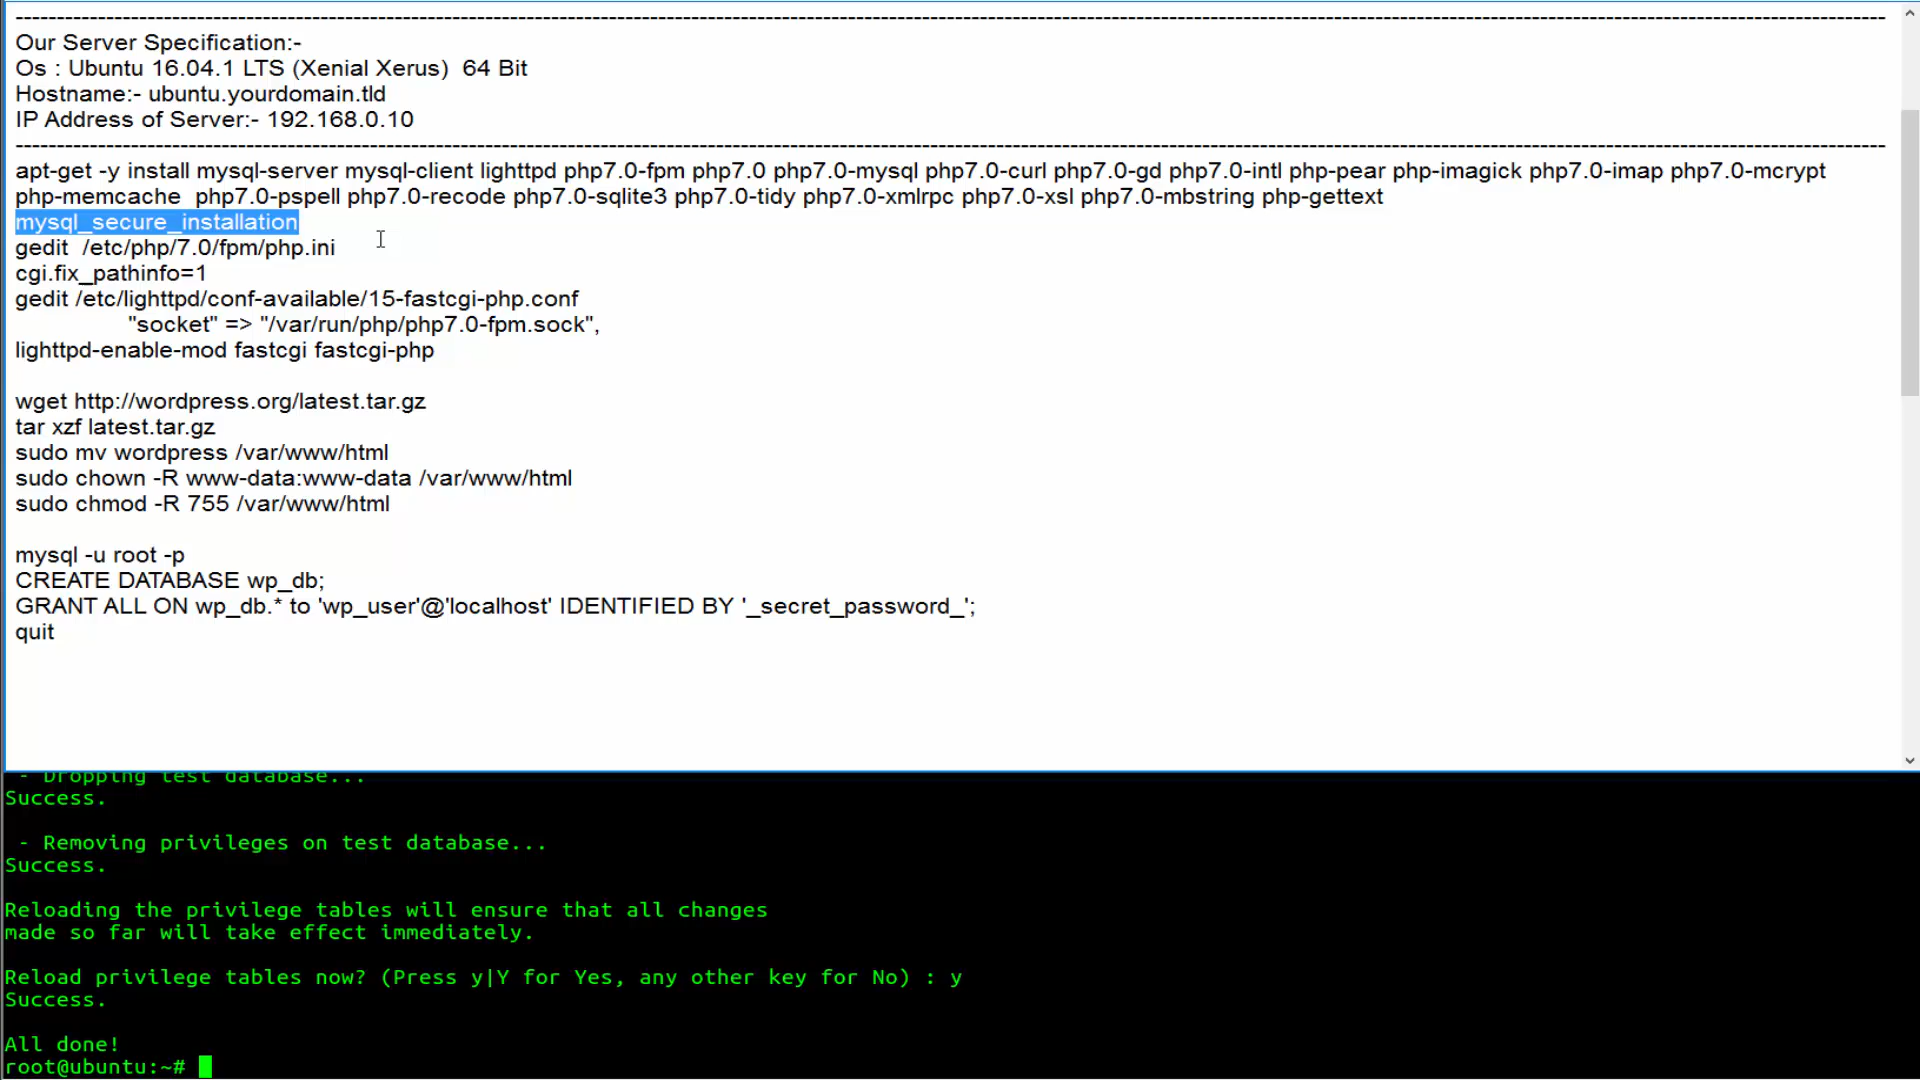 --------------------------------------------------------------------------------
Our Server Specification:-
Os : Ubuntu 16.04.1 LTS (Xenial Xerus)  64 Bit
Hostname:- ubuntu.yourdomain.tld
IP Address of Server:- 192.168.0.10
--------------------------------------------------------------------------------
apt-get -y install mysql-server mysql-client lighttpd php7.0-fpm php7.0 php7.0-mysql php7.0-curl php7.0-gd php7.0-intl php-pear php-imagick php7.0-imap php7.0-mcrypt
php-memcache  php7.0-pspell php7.0-recode php7.0-sqlite3 php7.0-tidy php7.0-xmlrpc php7.0-xsl php7.0-mbstring php-gettext
mysql_secure_installation
gedit  /etc/php/7.0/fpm/php.ini
cgi.fix_pathinfo=1
gedit /etc/lighttpd/conf-available/15-fastcgi-php.conf
"socket" => "/var/run/php/php7.0-fpm.sock",
lighttpd-enable-mod fastcgi fastcgi-php
wget http://wordpress.org/latest.tar.gz
tar xzf latest.tar.gz
sudo mv wordpress /var/www/html
sudo chown -R www-data:www-data /var/www/html
sudo chmod -R 755 /var/www/html
mysql -u root -p
CREATE DATABASE wp_db;
GRANT ALL ON wp_db.* to 'wp_user'@'localhost' IDENTIFIED BY '_secret_password_';
quit
- Dropping test database...
Success.
- Removing privileges on test database...
Success.
Reloading the privilege tables will ensure that all changes
made so far will take effect immediately.
Reload privilege tables now? (Press y|Y for Yes, any other key for No) : y
Success.
All done!
root@ubuntu:~#